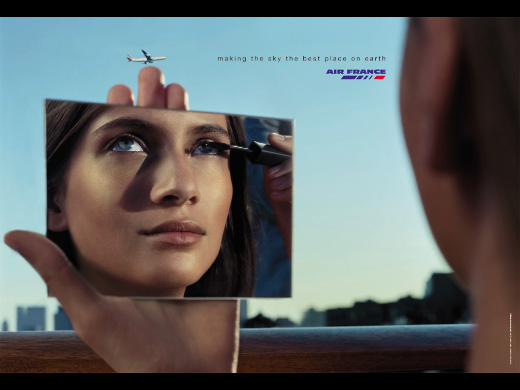 making the sky the best place on earth
AIR FRANCE